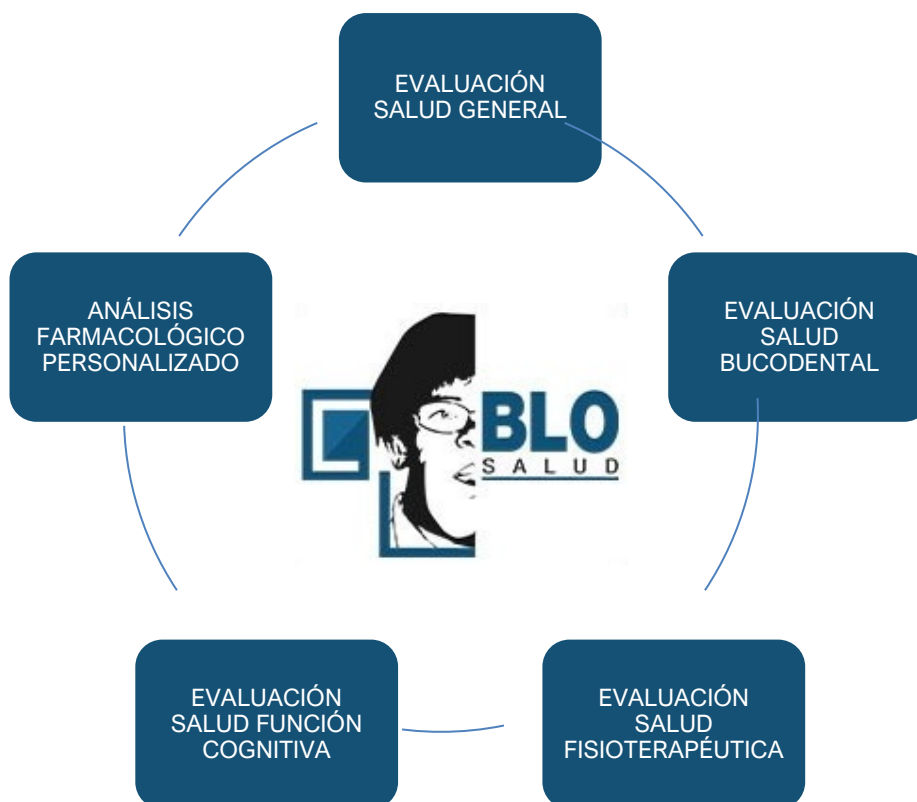 EVALUACIÓN
SALUD GENERAL
ANÁLISIS
FARMACOLÓGICO
PERSONALIZADO
EVALUACIÓN
SALUD
BUCODENTAL
BLO
SALUD
EVALUACIÓN
SALUD FUNCIÓN
COGNITIVA
EVALUACIÓN
SALUD
FISIOTERAPÉUTICA